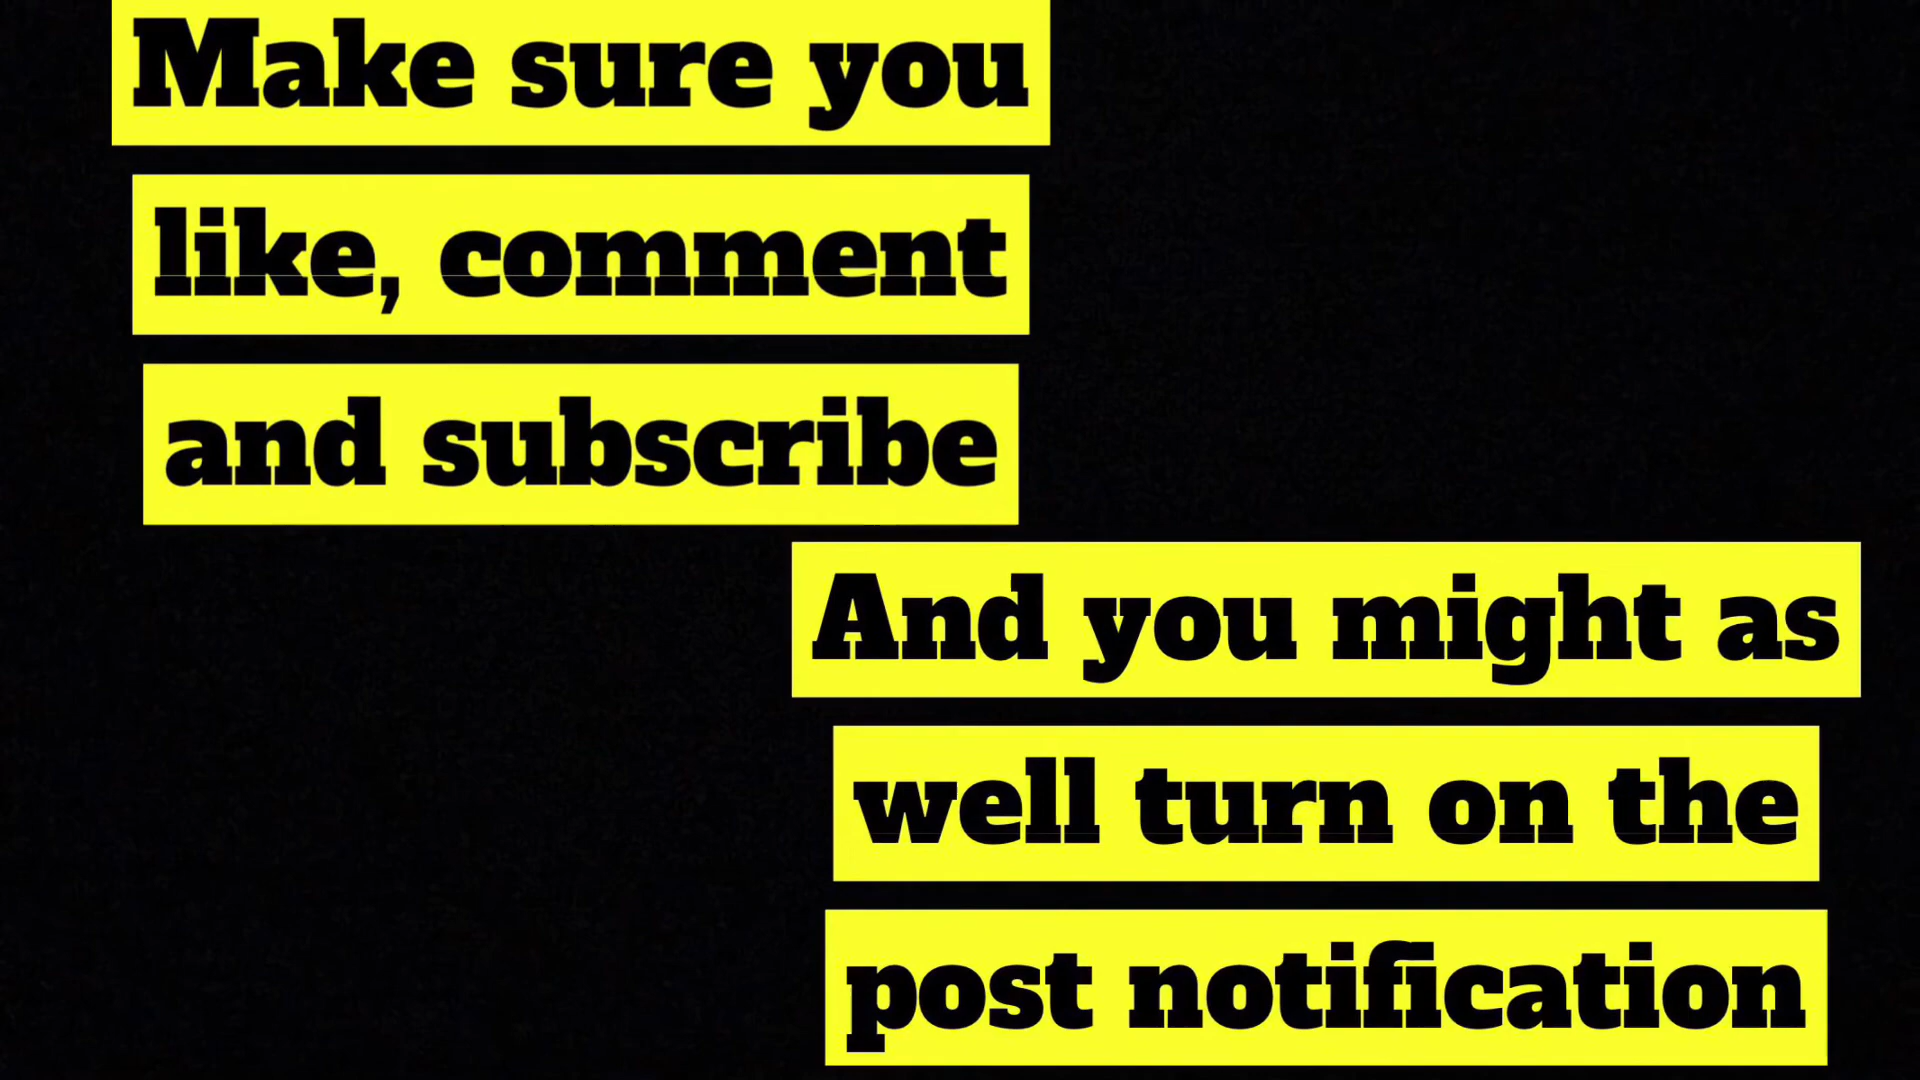 Make sure you
like, comment
and subscribe
And you might as
well turn on the
post notification